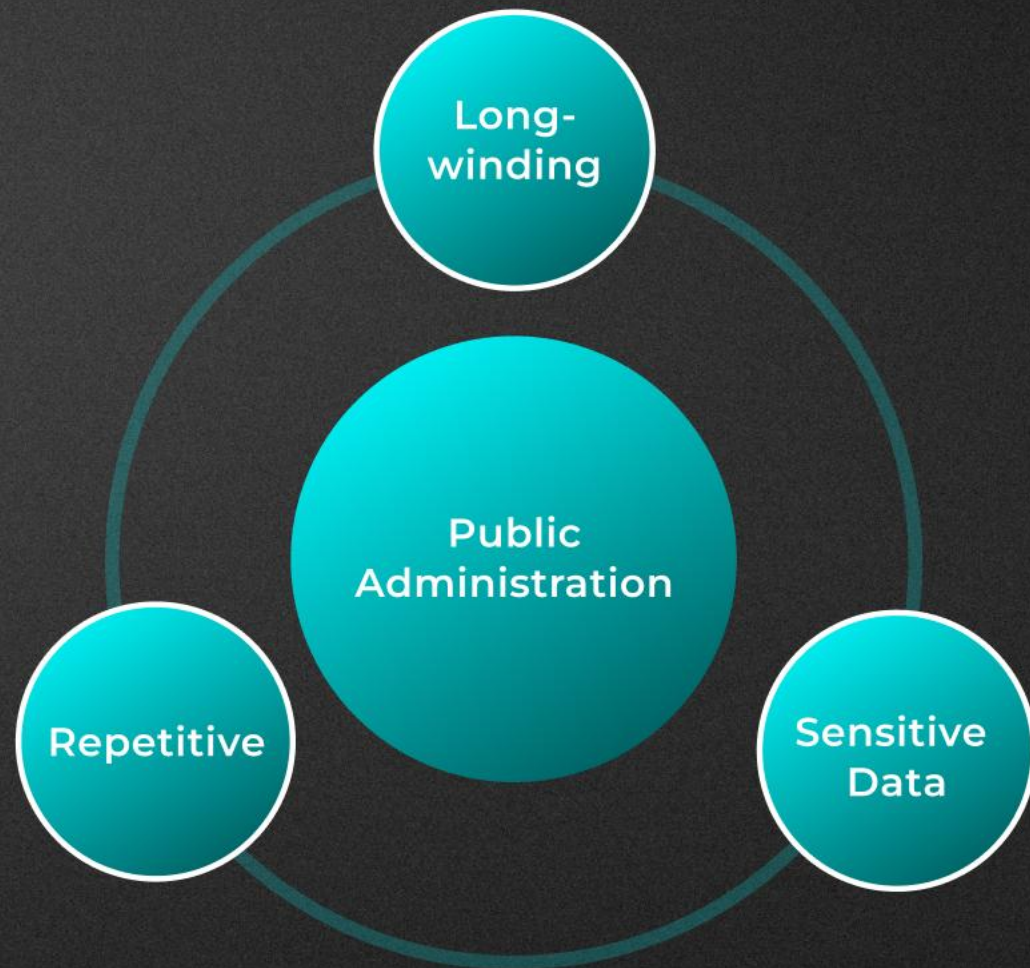 Long-
winding
Public
Administration
Repetitive
Sensitive
Data